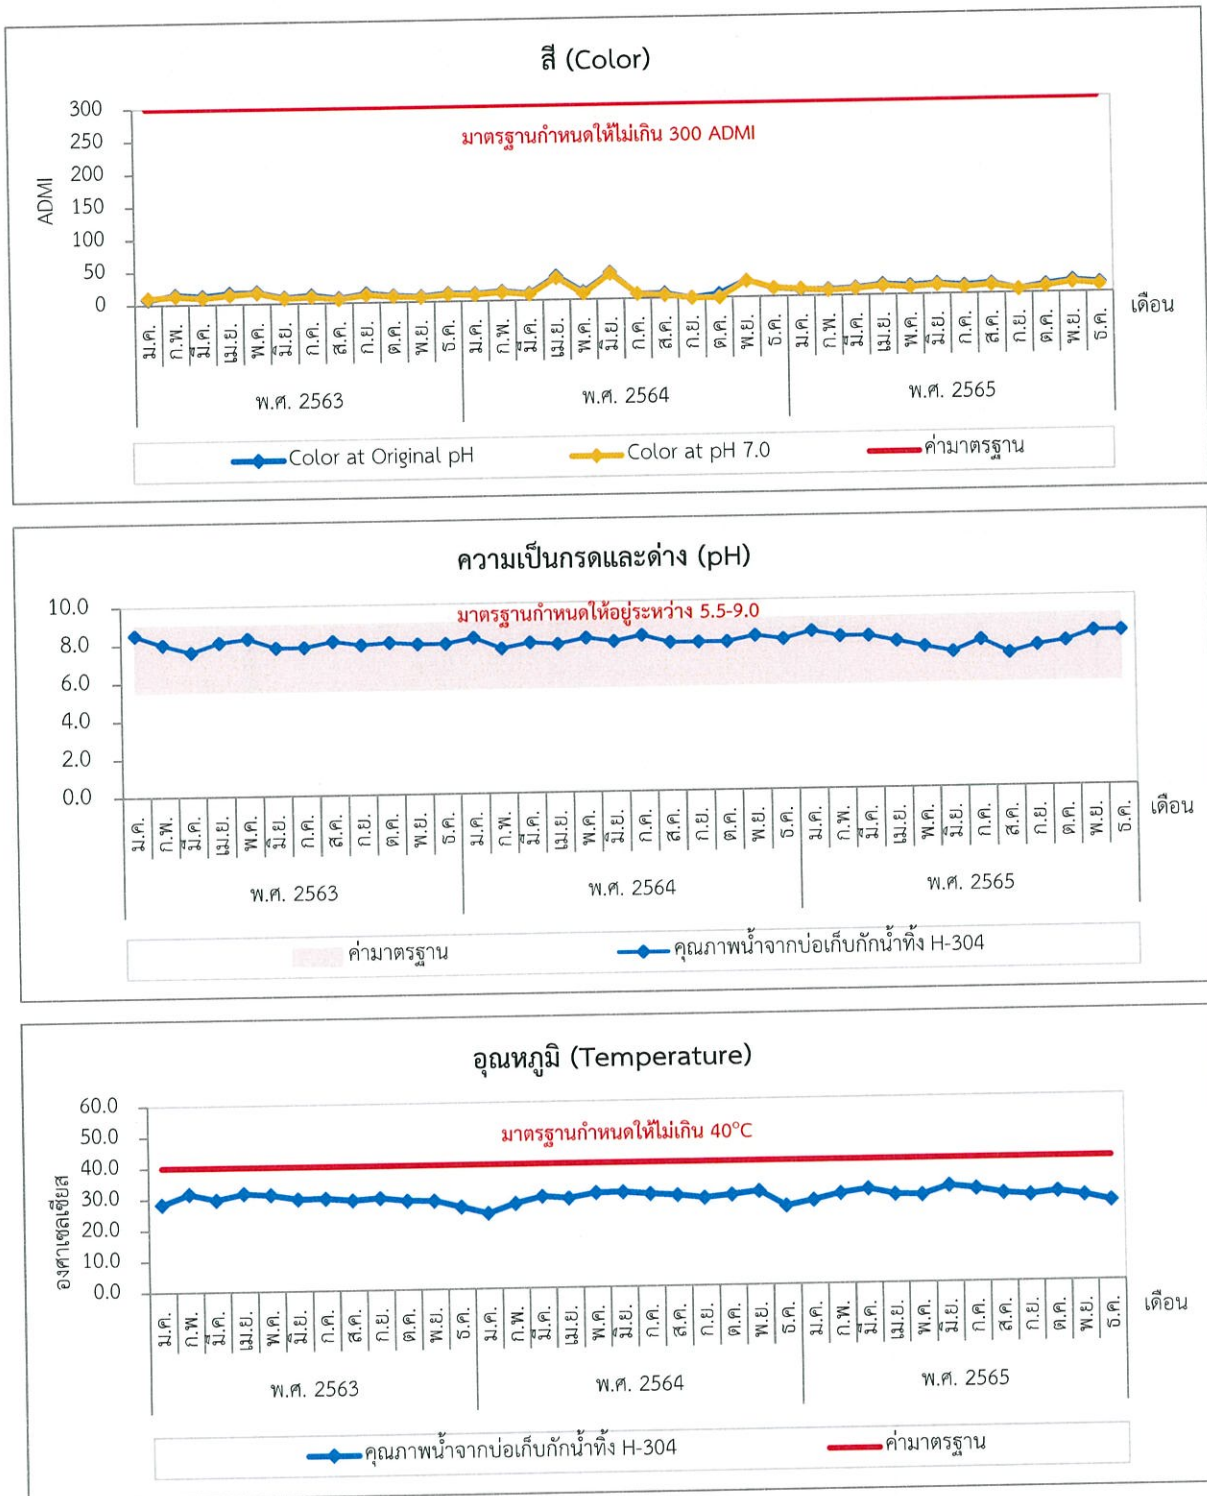 สี (Color)
300
250
200
150
100
50
0
ADMI
มาตรฐานกำหนดให้ไม่เกิน 300 ADMI
ม.ค. ก.พ. มี.ค. เม.ย. พ.ค. มิ.ย. ก.ค. ส.ค. ก.ย. ต.ค. พ.ย. ธ.ค. ม.ค. ก.พ. มี.ค. เม.ย. พ.ค. มิ.ย. ก.ค. ส.ค. ก.ย. ต.ค. พ.ย. ธ.ค. ม.ค. ก.พ. มี.ค. เม.ย. พ.ค. มิ.ย. ก.ค. ส.ค. ก.ย. ต.ค. พ.ย. ธ.ค. เดือน
พ.ศ. 2563 พ.ศ. 2564 พ.ศ. 2565
Color at Original pH Color at pH 7.0 ค่ามาตรฐาน
ความเป็นกรดและด่าง (pH)
10.0
8.0
6.0
4.0
2.0
0.0
มาตรฐานกำหนดให้อยู่ระหว่าง 5.5-9.0
ม.ค. ก.พ. มี.ค. เม.ย. พ.ค. มิ.ย. ก.ค. ส.ค. ก.ย. ต.ค. พ.ย. ธ.ค. ม.ค. ก.พ. มี.ค. เม.ย. พ.ค. มิ.ย. ก.ค. ส.ค. ก.ย. ต.ค. พ.ย. ธ.ค. ม.ค. ก.พ. มี.ค. เม.ย. พ.ค. มิ.ย. ก.ค. ส.ค. ก.ย. ต.ค. พ.ย. ธ.ค. เดือน
พ.ศ. 2563 พ.ศ. 2564 พ.ศ. 2565
ค่ามาตรฐาน คุณภาพน้ำจากบ่อเก็บกักน้ำทิ้ง H-304
อุณหภูมิ (Temperature)
60.0
50.0
40.0
30.0
20.0
10.0
0.0
องศาเซลเซียส
มาตรฐานกำหนดให้ไม่เกิน 40°C
ม.ค. ก.พ. มี.ค. เม.ย. พ.ค. มิ.ย. ก.ค. ส.ค. ก.ย. ต.ค. พ.ย. ธ.ค. ม.ค. ก.พ. มี.ค. เม.ย. พ.ค. มิ.ย. ก.ค. ส.ค. ก.ย. ต.ค. พ.ย. ธ.ค. ม.ค. ก.พ. มี.ค. เม.ย. พ.ค. มิ.ย. ก.ค. ส.ค. ก.ย. ต.ค. พ.ย. ธ.ค. เดือน
พ.ศ. 2563 พ.ศ. 2564 พ.ศ. 2565
คุณภาพน้ำจากบ่อเก็บกักน้ำทิ้ง H-304 ค่ามาตรฐาน